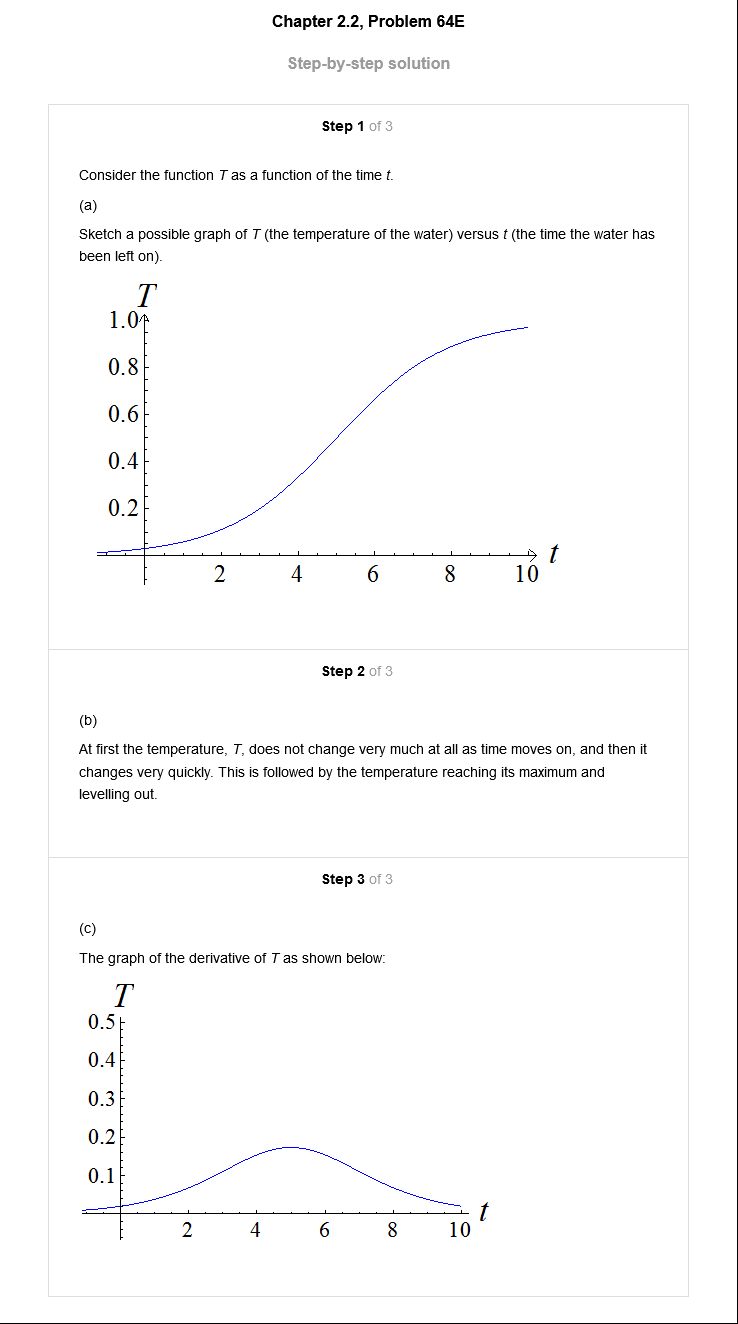 Chapter 2.2, Problem 64E
Step-by-step solution
Step 1 of 3
Consider the function T as a function of the time t.
(a)
Sketch a possible graph of T (the temperature of the water) versus t (the time the water has
been left on).
T
1.0
0.8
0.6
0.4
0.2
t
2 4 6 8 10
Step 2 of 3
(b)
At first the temperature, T, does not change very much at all as time moves on, and then it
changes very quickly. This is followed by the temperature reaching its maximum and
levelling out.
Step 3 of 3
(c)
The graph of the derivative of T as shown below:
T
0.5
0.4
0.3
0.2
0.1
t
2 4 6 8 10